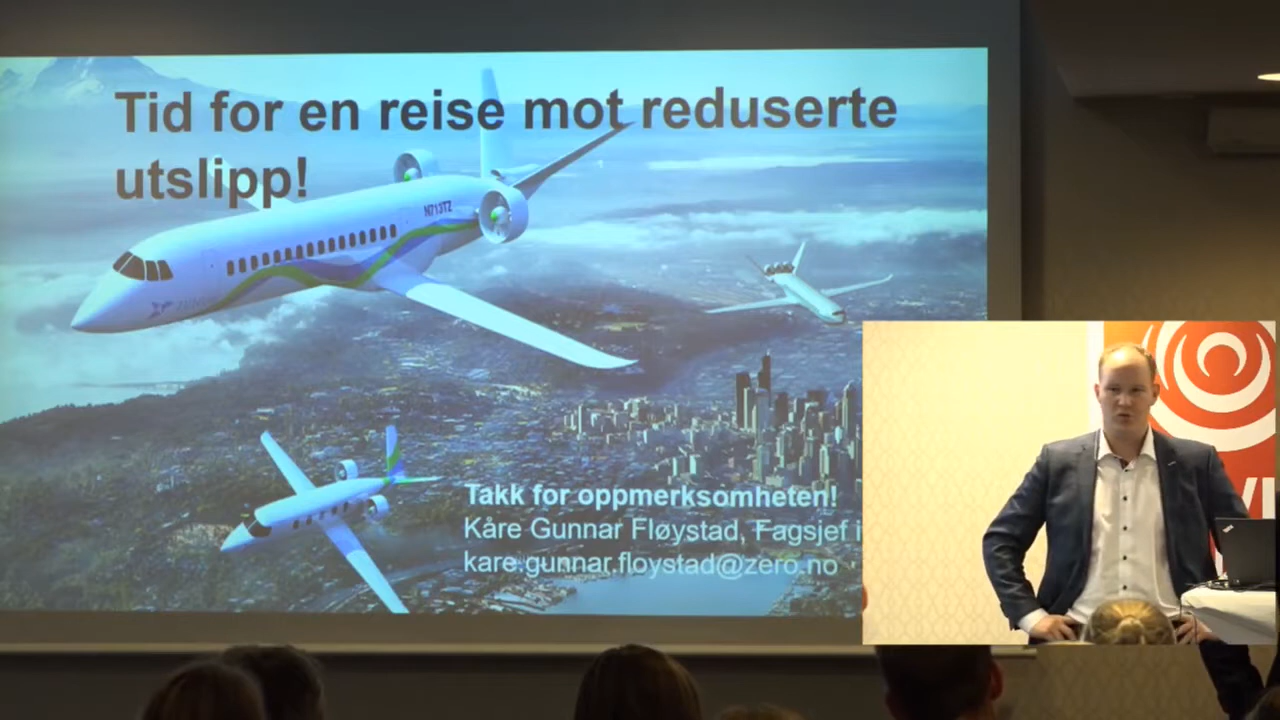 Tid for en reise mot reduserte
utslipp!
N713TZ
Takk for oppmerksomheten!
Kåre Gunnar Fløystad, Fagsjef i
kare.gunnar.floystad@zero.no